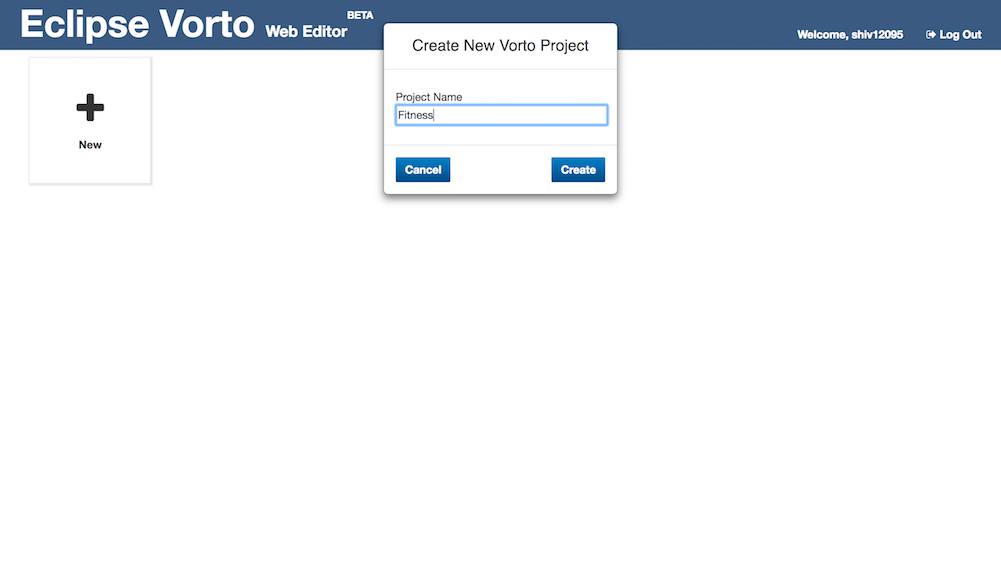 Eclipse Vorto Web Editor BETA
Welcome, shiv12095 Log Out
New
Create New Vorto Project
Project Name
Fitness
Cancel Create